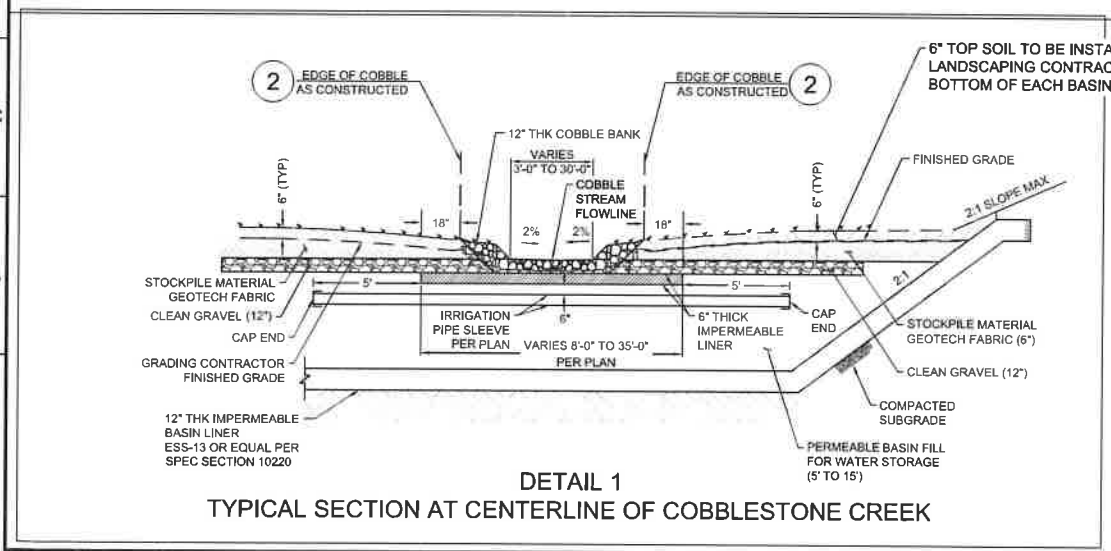 6" TOP SOIL TO BE INSTA
LANDSCAPING CONTRAC
BOTTOM OF EACH BASIN
2
EDGE OF COBBLE
AS CONSTRUCTED
EDGE OF COBBLE
AS CONSTRUCTED
2
12" THK COBBLE BANK
VARIES
3'-0" TO 30'-0"
FINISHED GRADE
6" (TYP)
COBBLE
STREAM
FLOWLINE
6" (TYP)
2:1 SLOPE MAX
18"
2%
2%
18"
2:1
5'
5'
STOCKPILE MATERIAL
GEOTECH FABRIC
CLEAN GRAVEL (12")
CAP END
GRADING CONTRACTOR
FINISHED GRADE
IRRIGATION
PIPE SLEEVE
PER PLAN
6"
6" THICK
IMPERMEABLE
LINER
CAP
END
STOCKPILE MATERIAL
GEOTECH FABRIC (6")
VARIES 8'-0" TO 35'-0"
PER PLAN
CLEAN GRAVEL (12")
COMPACTED
SUBGRADE
12" THK IMPERMEABLE
BASIN LINER
ESS-13 OR EQUAL PER
SPEC SECTION 10220
PERMEABLE BASIN FILL
FOR WATER STORAGE
(5' TO 15')
DETAIL 1
TYPICAL SECTION AT CENTERLINE OF COBBLESTONE CREEK